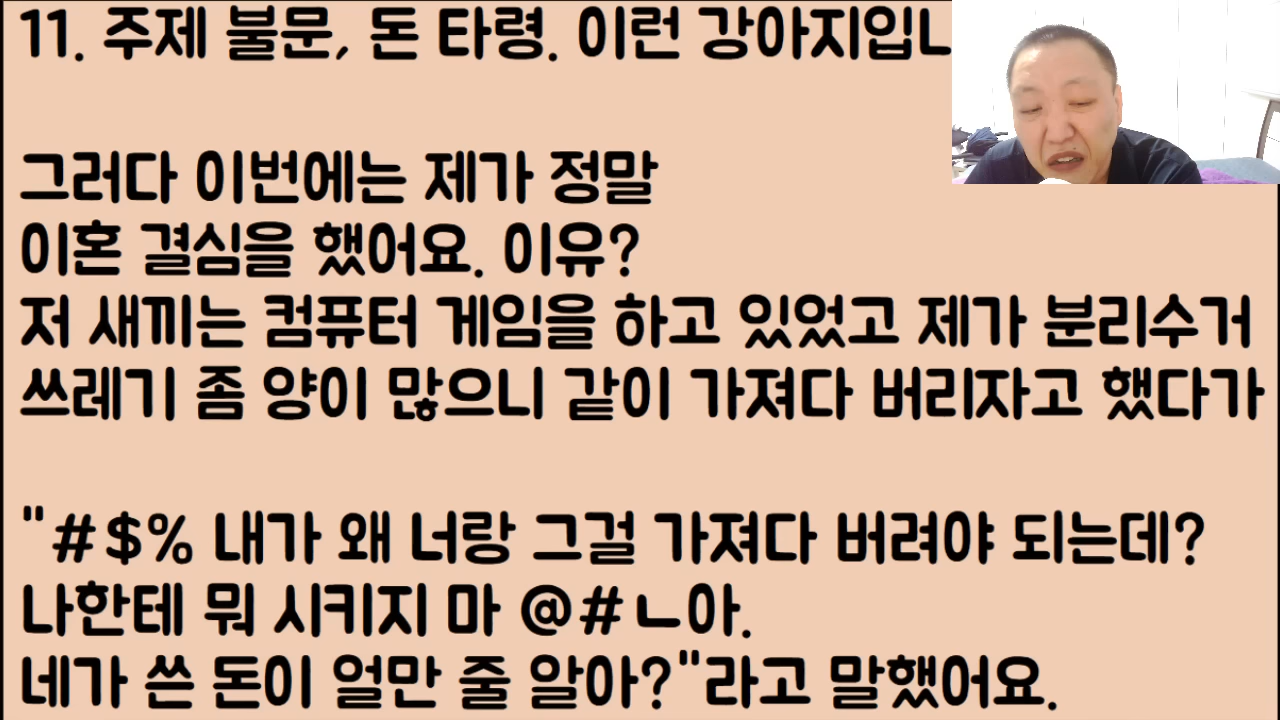 11. 주제 불문, 돈 타령. 이런 강아지입니
그러다 이번에는 제가 정말
이혼 결심을 했어요. 이유?
저 새끼는 컴퓨터 게임을 하고 있었고 제가 분리수거
쓰레기 좀 양이 많으니 같이 가져다 버리자고 했다가
"#$% 내가 왜 너랑 그걸 가져다 버려야 되는데?
나한테 뭐 시키지 마 @#ㄴ아.
네가 쓴 돈이 얼만 줄 알아?"라고 말했어요.